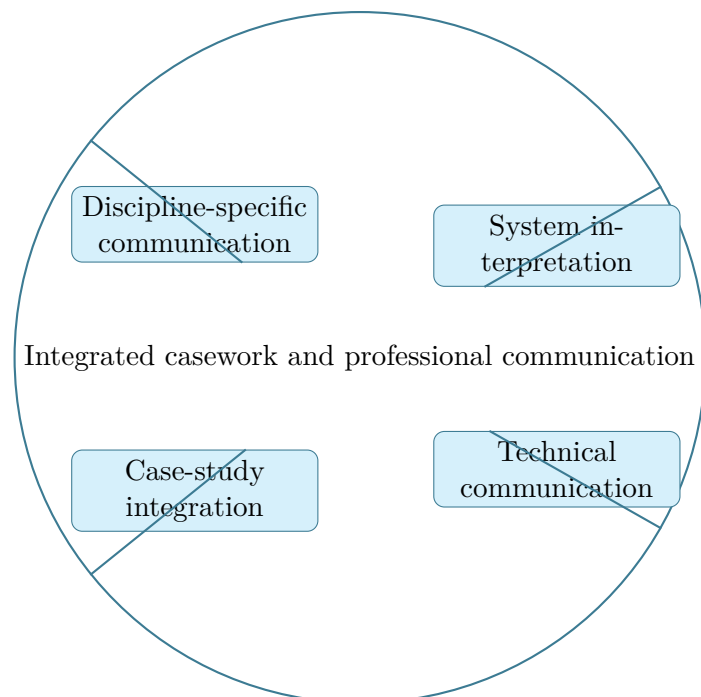 Discipline-specific
communication
System in-
terpretation
Integrated casework and professional communication
Case-study
integration
Technical
communication